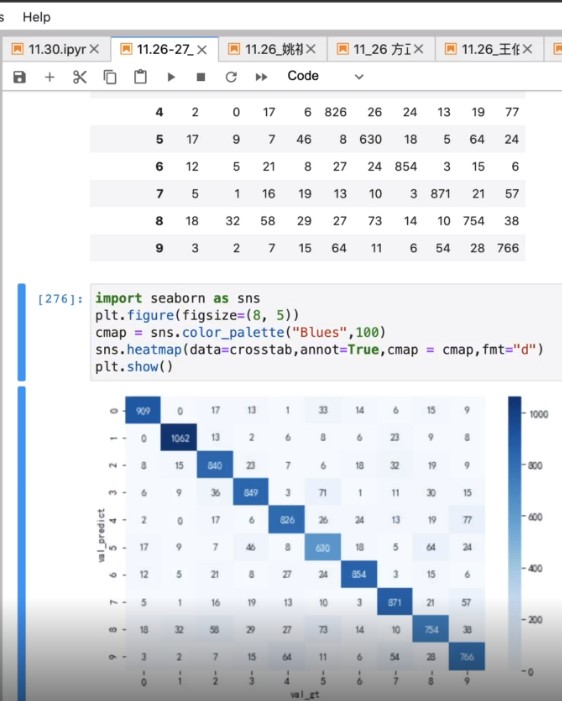 s Help
11.30.ipyr 11.26-27_ 11.26_姚 11_26 方 11.26_王
Code
4 2 0 17 6 826 26 24 13 19 77
5 17 9 7 46 8 630 18 5 64 24
6 12 5 21 8 27 24 854 3 15 6
7 5 1 16 19 13 10 3 871 21 57
8 18 32 58 29 27 73 14 10 754 38
9 3 2 7 15 64 11 6 54 28 766
[276]: import seaborn as sns
plt.figure(figsize=(8, 5))
cmap = sns.color_palette("Blues",100)
sns.heatmap(data=crosstab,annot=True,cmap = cmap,fmt="d")
plt.show()
0 909 0 17 13 1 33 14 6 15 9 1000
1 0 1062 13 2 6 8 6 23 9 8
2 8 15 840 23 7 6 18 32 19 9 800
3 6 9 36 849 3 71 1 11 30 15
4 2 0 17 6 826 26 24 13 19 77 600
val_predict
5 17 9 7 46 8 630 18 5 64 24
6 12 5 21 8 27 24 854 3 15 6 400
7 5 1 16 19 13 10 3 871 21 57
8 18 32 58 29 27 73 14 10 754 38 200
9 3 2 7 15 64 11 6 54 28 766 0
0 1 2 3 4 5 6 7 8 9
val_gt